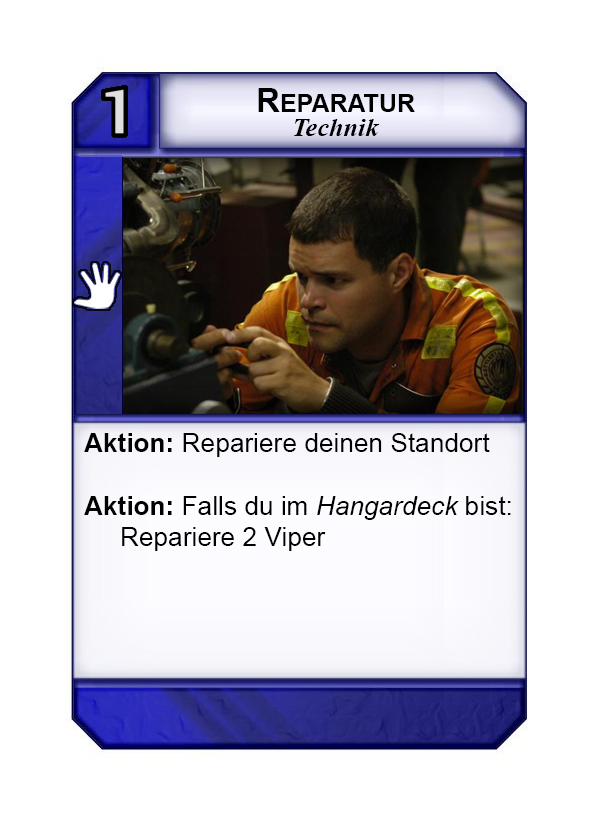 1
REPARATUR
Technik
Aktion: Repariere deinen Standort
Aktion: Falls du im Hangardeck bist:
Repariere 2 Viper